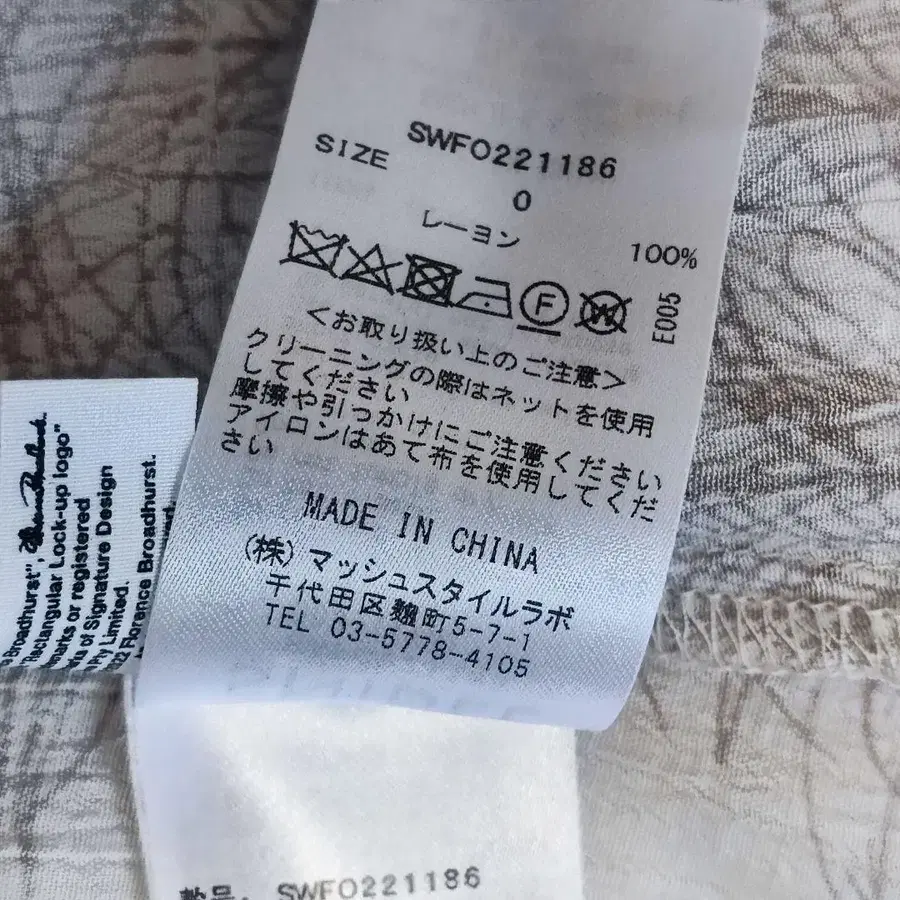 SWFO221186
SIZE
0
レーヨン 100%
F
W
E005
<お取り扱い上のご注意>
クリーニングの際はネットを使用
してください
摩擦や引っかけにご注意ください
アイロンはあて布を使用してくだ
さい
MADE IN CHINA
(株)マッシュスタイルラボ
千代田区麹町5-7-1
TEL 03-5778-4105
Broadhurst",
"Rectangular Lock-up logo"
or registered
of Signature Design
Pty Limited.
Florence Broadhurst.
SWFO221186